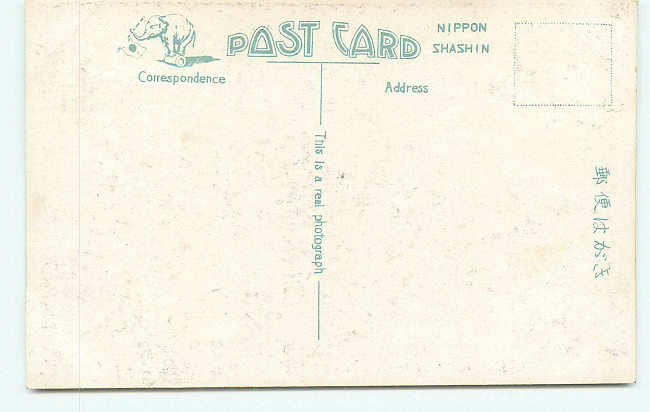 POST CARD
NIPPON
SHASHIN
Correspondence
Address
This is a real photograph
郵便はがき